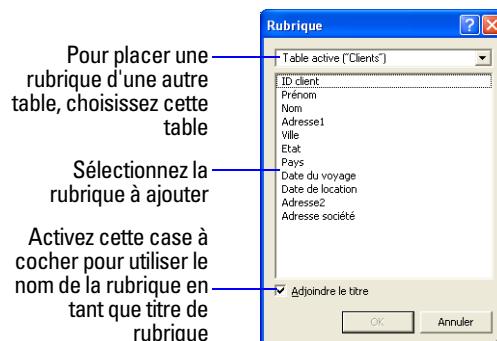 Rubrique
Pour placer une
rubrique d'une autre
table, choisissez cette
table
Table active ("Clients")
ID client
Prénom
Nom
Adresse1
Ville
Etat
Pays
Date du voyage
Date de location
Adresse2
Adresse société
Sélectionnez la
rubrique à ajouter
Activez cette case à
cocher pour utiliser le
nom de la rubrique en
tant que titre de
rubrique
Adjoindre le titre
OK
Annuler